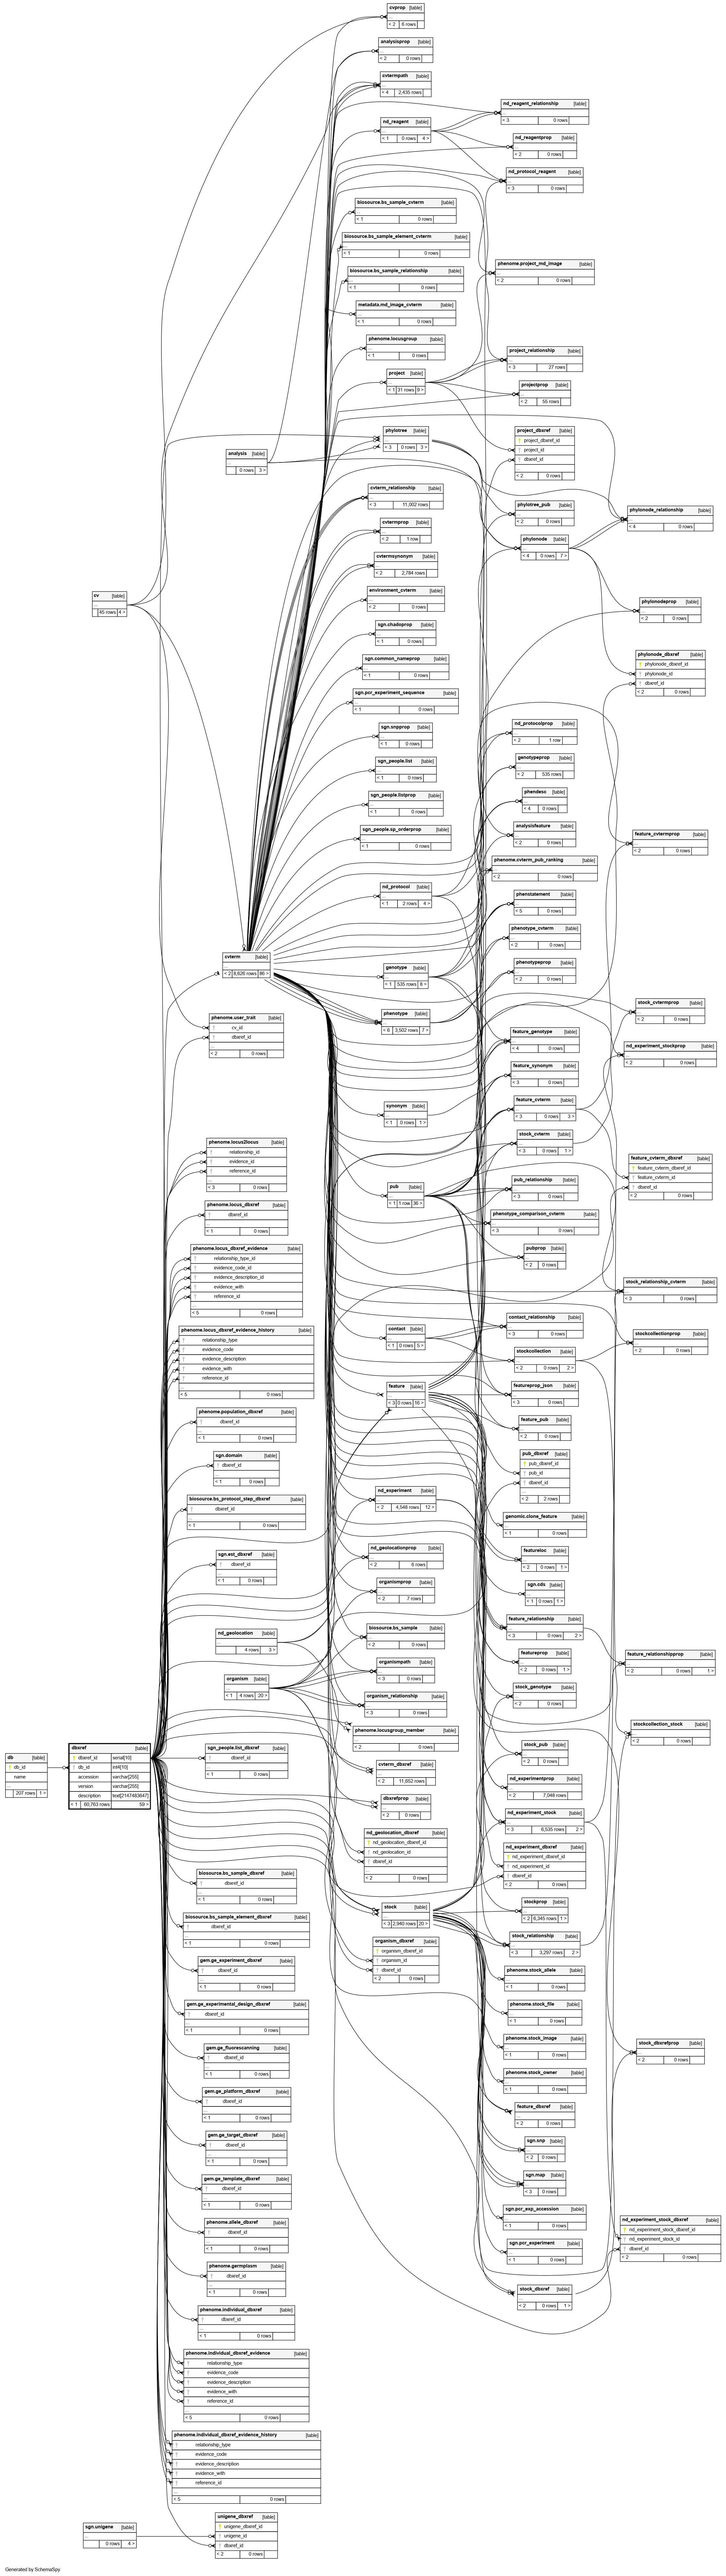 cvprop [table]
...
< 2 6 rows
analysisprop [table]
...
< 2 0 rows
cvtermpath [table]
...
< 4 2,435 rows
nd_reagent_relationship [table]
...
< 3 0 rows
nd_reagent [table]
...
< 1 0 rows 4 >
nd_reagentprop [table]
...
< 2 0 rows
nd_protocol_reagent [table]
...
< 3 0 rows
biosource.bs_sample_cvterm [table]
...
< 1 0 rows
biosource.bs_sample_element_cvterm [table]
...
< 1 0 rows
phenome.project_md_image [table]
...
< 2 0 rows
biosource.bs_sample_relationship [table]
...
< 1 0 rows
metadata.md_image_cvterm [table]
...
< 1 0 rows
phenome.locusgroup [table]
...
< 1 0 rows
project_relationship [table]
...
< 3 27 rows
project [table]
...
< 1 31 rows 9 >
projectprop [table]
...
< 2 55 rows
phylotree [table]
...
< 3 0 rows 3 >
project_dbxref [table]
project_dbxref_id
project_id
dbxref_id
...
< 2 0 rows
analysis [table]
...
0 rows 3 >
cvterm_relationship [table]
...
< 3 11,002 rows
phylotree_pub [table]
...
< 2 0 rows
phylonode_relationship [table]
...
< 4 0 rows
cvtermprop [table]
...
< 2 1 row
phylonode [table]
...
< 4 0 rows 7 >
cvtermsynonym [table]
...
< 2 2,784 rows
cv [table]
...
45 rows 4 >
environment_cvterm [table]
...
< 2 0 rows
phylonodeprop [table]
...
< 2 0 rows
sgn.chadoprop [table]
...
< 1 0 rows
sgn.common_nameprop [table]
...
< 1 0 rows
phylonode_dbxref [table]
phylonode_dbxref_id
phylonode_id
dbxref_id
< 2 0 rows
sgn.pcr_experiment_sequence [table]
...
< 1 0 rows
sgn.snpprop [table]
...
< 1 0 rows
nd_protocolprop [table]
...
< 2 1 row
sgn_people.list [table]
...
< 1 0 rows
genotypeprop [table]
...
< 2 535 rows
sgn_people.listprop [table]
...
< 1 0 rows
phendesc [table]
...
< 4 0 rows
sgn_people.sp_orderprop [table]
...
< 1 0 rows
analysisfeature [table]
...
< 2 0 rows
feature_cvtermprop [table]
...
< 2 0 rows
phenome.cvterm_pub_ranking [table]
...
< 2 0 rows
nd_protocol [table]
...
< 1 2 rows 4 >
phenstatement [table]
...
< 5 0 rows
phenotype_cvterm [table]
...
< 2 0 rows
cvterm [table]
...
< 2 9,626 rows 86 >
genotype [table]
...
< 1 535 rows 8 >
phenotypeprop [table]
...
< 2 0 rows
phenotype [table]
...
< 6 3,502 rows 7 >
stock_cvtermprop [table]
...
< 2 0 rows
phenome.user_trait [table]
cv_id
dbxref_id
...
< 2 0 rows
feature_genotype [table]
...
< 4 0 rows
nd_experiment_stockprop [table]
...
< 2 0 rows
feature_synonym [table]
...
< 3 0 rows
synonym [table]
...
< 1 0 rows 1 >
feature_cvterm [table]
...
< 3 0 rows 3 >
stock_cvterm [table]
...
< 3 0 rows 1 >
phenome.locus2locus [table]
relationship_id
evidence_id
reference_id
...
< 3 0 rows
feature_cvterm_dbxref [table]
feature_cvterm_dbxref_id
feature_cvterm_id
dbxref_id
< 2 0 rows
pub [table]
...
< 1 1 row 36 >
pub_relationship [table]
...
< 3 0 rows
phenome.locus_dbxref [table]
dbxref_id
...
< 1 0 rows
phenotype_comparison_cvterm [table]
...
< 3 0 rows
phenome.locus_dbxref_evidence [table]
relationship_type_id
evidence_code_id
evidence_description_id
evidence_with
reference_id
...
< 5 0 rows
pubprop [table]
...
< 2 0 rows
stock_relationship_cvterm [table]
...
< 3 0 rows
phenome.locus_dbxref_evidence_history [table]
relationship_type
evidence_code
evidence_description
evidence_with
reference_id
...
< 5 0 rows
contact [table]
...
< 1 0 rows 5 >
contact_relationship [table]
...
< 3 0 rows
stockcollectionprop [table]
...
< 2 0 rows
stockcollection [table]
...
< 2 0 rows 2 >
feature [table]
...
< 3 0 rows 16 >
featureprop_json [table]
...
< 3 0 rows
phenome.population_dbxref [table]
dbxref_id
...
< 1 0 rows
feature_pub [table]
...
< 2 0 rows
sgn.domain [table]
dbxref_id
...
< 1 0 rows
pub_dbxref [table]
pub_dbxref_id
pub_id
dbxref_id
...
< 2 2 rows
biosource.bs_protocol_step_dbxref [table]
dbxref_id
...
< 1 0 rows
nd_experiment [table]
...
< 2 4,548 rows 12 >
genomic.clone_feature [table]
...
< 1 0 rows
sgn.est_dbxref [table]
dbxref_id
...
< 1 0 rows
nd_geolocationprop [table]
...
< 2 6 rows
featureloc [table]
...
< 2 0 rows 1 >
organismprop [table]
...
< 2 7 rows
sgn.cds [table]
...
< 1 0 rows 1 >
nd_geolocation [table]
...
4 rows 3 >
biosource.bs_sample [table]
...
< 2 0 rows
feature_relationship [table]
...
< 3 0 rows 2 >
organismpath [table]
...
< 3 0 rows
featureprop [table]
...
< 2 0 rows 1 >
feature_relationshipprop [table]
...
< 2 0 rows 1 >
organism [table]
...
< 1 4 rows 20 >
organism_relationship [table]
...
< 3 0 rows
stock_genotype [table]
...
< 2 0 rows
phenome.locusgroup_member [table]
...
< 2 0 rows
stockcollection_stock [table]
...
< 2 0 rows
db [table]
db_id
name
...
207 rows 1 >
dbxref [table]
dbxref_id serial[10]
db_id int4[10]
accession varchar[255]
version varchar[255]
description text[2147483647]
< 1 60,763 rows 59 >
sgn_people.list_dbxref [table]
dbxref_id
...
< 1 0 rows
stock_pub [table]
...
< 2 0 rows
cvterm_dbxref [table]
...
< 2 11,652 rows
nd_experimentprop [table]
...
< 2 7,048 rows
dbxrefprop [table]
...
< 2 0 rows
nd_experiment_stock [table]
...
< 3 6,535 rows 2 >
nd_geolocation_dbxref [table]
nd_geolocation_dbxref_id
nd_geolocation_id
dbxref_id
...
< 2 0 rows
nd_experiment_dbxref [table]
nd_experiment_dbxref_id
nd_experiment_id
dbxref_id
< 2 0 rows
biosource.bs_sample_dbxref [table]
dbxref_id
...
< 1 0 rows
stock [table]
...
< 3 2,940 rows 20 >
stockprop [table]
...
< 2 6,345 rows 1 >
biosource.bs_sample_element_dbxref [table]
dbxref_id
...
< 1 0 rows
organism_dbxref [table]
organism_dbxref_id
organism_id
dbxref_id
< 2 0 rows
stock_relationship [table]
...
< 3 3,297 rows 2 >
gem.ge_experiment_dbxref [table]
dbxref_id
...
< 1 0 rows
phenome.stock_allele [table]
...
< 1 0 rows
gem.ge_experimental_design_dbxref [table]
dbxref_id
...
< 1 0 rows
phenome.stock_file [table]
...
< 1 0 rows
gem.ge_fluorescanning [table]
dbxref_id
...
< 1 0 rows
phenome.stock_image [table]
...
< 1 0 rows
stock_dbxrefprop [table]
...
< 2 0 rows
phenome.stock_owner [table]
...
< 1 0 rows
gem.ge_platform_dbxref [table]
dbxref_id
...
< 1 0 rows
feature_dbxref [table]
...
< 2 0 rows
gem.ge_target_dbxref [table]
dbxref_id
...
< 1 0 rows
sgn.snp [table]
...
< 2 0 rows
gem.ge_template_dbxref [table]
dbxref_id
...
< 1 0 rows
sgn.map [table]
...
< 3 0 rows
phenome.allele_dbxref [table]
dbxref_id
...
< 1 0 rows
sgn.pcr_exp_accession [table]
...
< 1 0 rows
nd_experiment_stock_dbxref [table]
nd_experiment_stock_dbxref_id
nd_experiment_stock_id
dbxref_id
< 2 0 rows
sgn.pcr_experiment [table]
...
< 1 0 rows
phenome.germplasm [table]
dbxref_id
...
< 1 0 rows
stock_dbxref [table]
...
< 2 0 rows 1 >
phenome.individual_dbxref [table]
dbxref_id
...
< 1 0 rows
phenome.individual_dbxref_evidence [table]
relationship_type
evidence_code
evidence_description
evidence_with
reference_id
...
< 5 0 rows
phenome.individual_dbxref_evidence_history [table]
relationship_type
evidence_code
evidence_description
evidence_with
reference_id
...
< 5 0 rows
sgn.unigene [table]
...
0 rows 4 >
unigene_dbxref [table]
unigene_dbxref_id
unigene_id
dbxref_id
< 2 0 rows
Generated by SchemaSpy